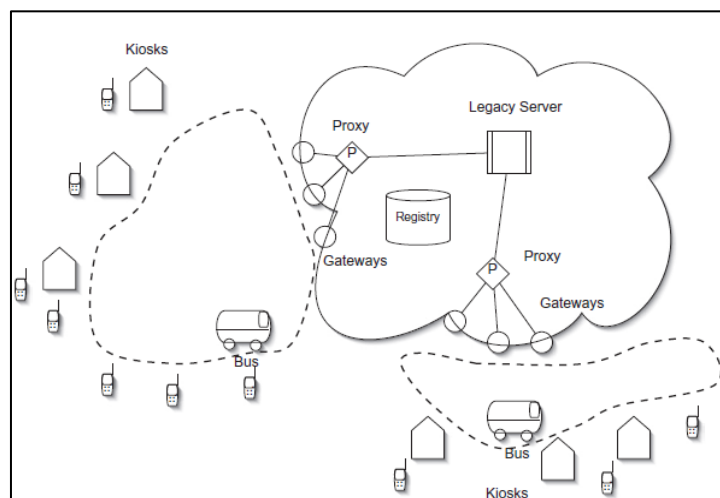 Kiosks
Proxy
Legacy Server
P
Registry
Gateways
P
Proxy
Gateways
Bus
Bus
Kiosks